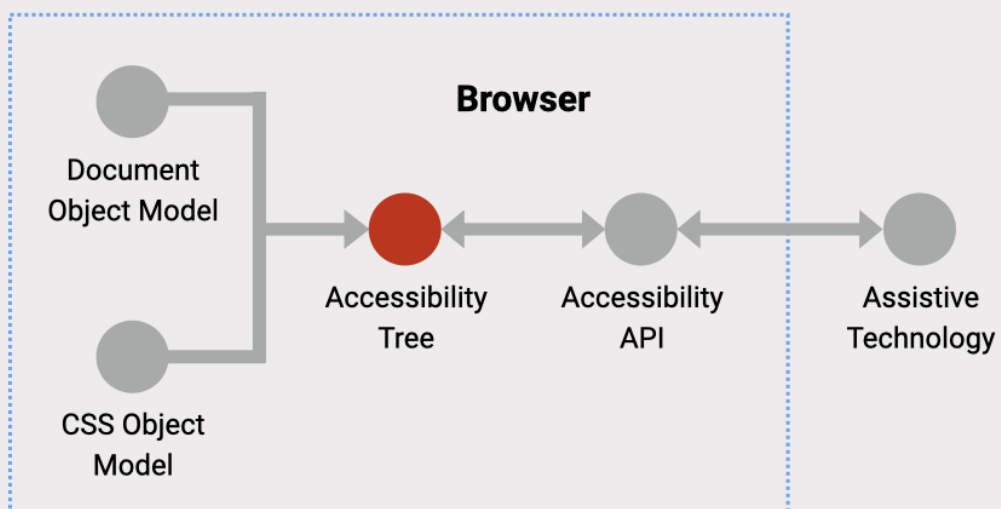 Browser
Document
Object Model
Accessibility
Tree
Accessibility
API
Assistive
Technology
CSS Object
Model